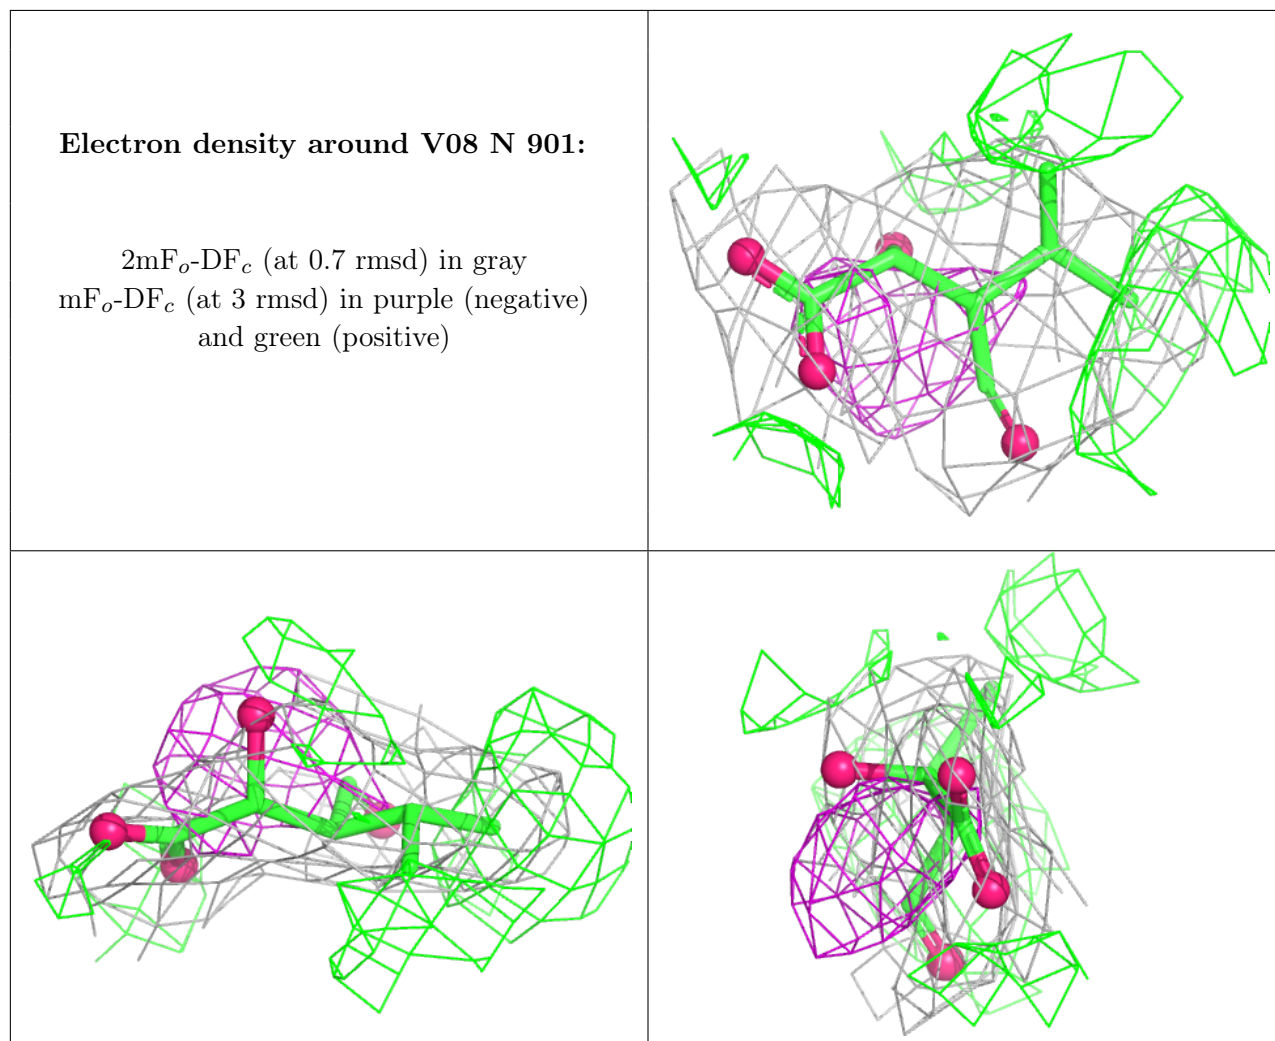 Electron density around V08 N 901:
2mFo-DFc (at 0.7 rmsd) in gray
mFo-DFc (at 3 rmsd) in purple (negative)
and green (positive)